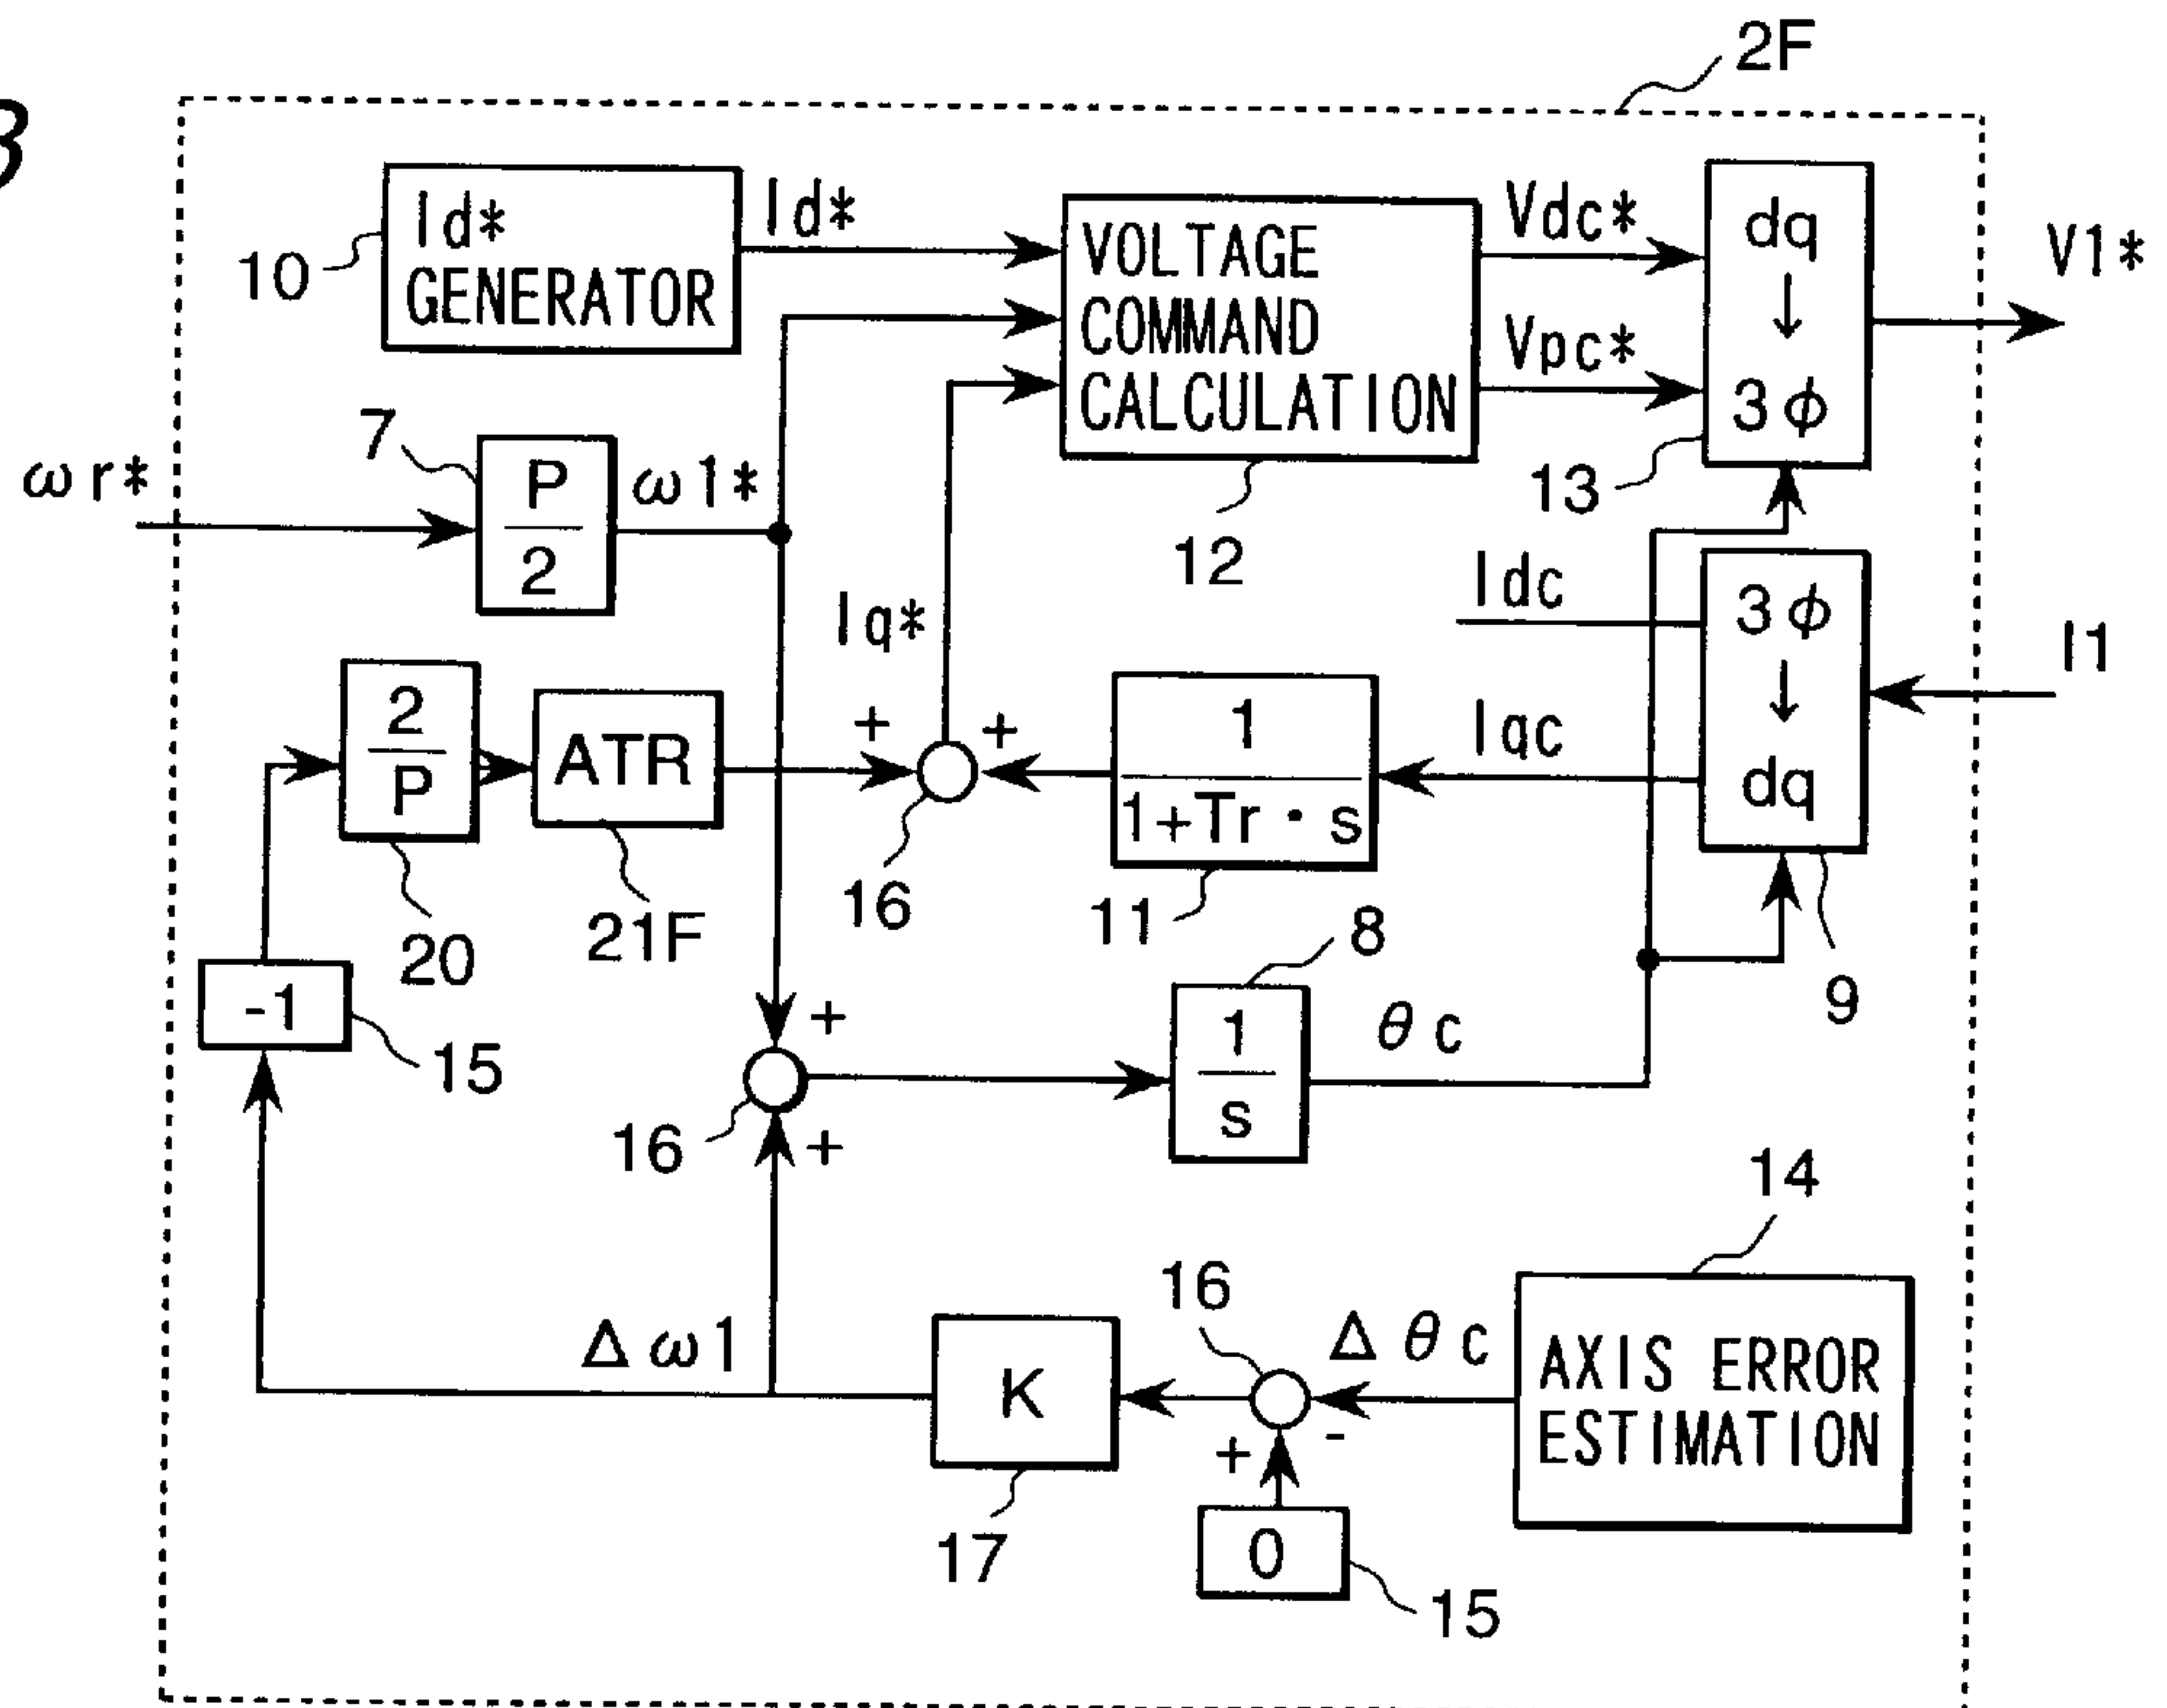 2F
Id*
GENERATOR
Id*
10
VOLTAGE
COMMAND
CALCULATION
12
Vdc*
Vpc*
dq
↓
3φ
13
V1*
ωr*
7
P
2
ω1*
Iq*
Idc
3φ
↓
dq
I1
9
2
P
20
ATR
21F
+
+
16
1
1+Tr·s
11
Iqc
-1
15
+
16
+
8
1
s
θc
14
Δω1
K
17
16
Δθc
-
+
0
15
AXIS ERROR
ESTIMATION